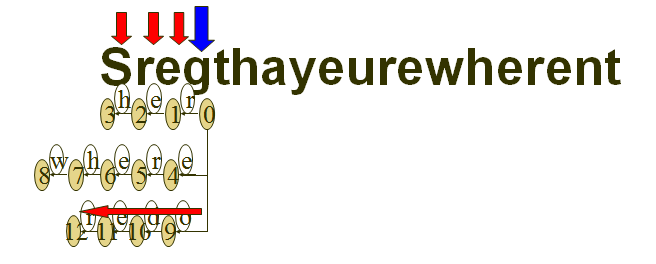 Sregthayeurewherent
h e r
3 2 1 0
w h e r e
8 7 6 5 4
r e d o
12 11 10 9